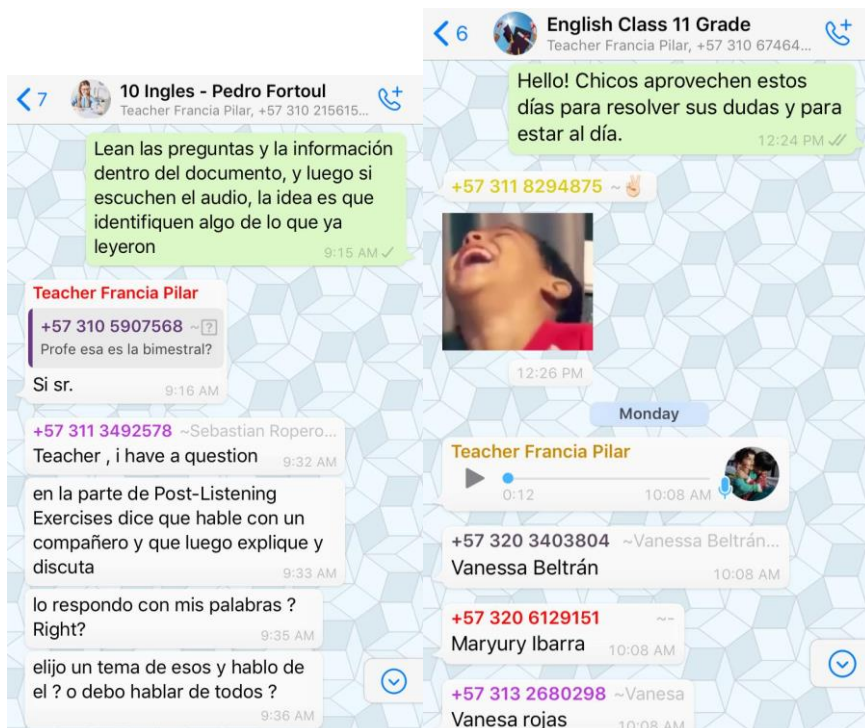 7
10 Ingles - Pedro Fortoul
Teacher Francia Pilar, +57 310 215615...
Lean las preguntas y la información
dentro del documento, y luego si
escuchen el audio, la idea es que
identifiquen algo de lo que ya
leyeron
9:15 AM
Teacher Francia Pilar
+57 310 5907568 ~
Profe esa es la bimestral?
Si sr.
9:16 AM
+57 311 3492578 ~Sebastian Ropero...
Teacher , i have a question
9:32 AM
en la parte de Post-Listening
Exercises dice que hable con un
compañero y que luego explique y
discuta
9:33 AM
lo respondo con mis palabras ?
Right?
9:35 AM
elijo un tema de esos y hablo de
el ? o debo hablar de todos ?
9:36 AM
6
English Class 11 Grade
Teacher Francia Pilar, +57 310 67464...
Hello! Chicos aprovechen estos
días para resolver sus dudas y para
estar al día.
12:24 PM
+57 311 8294875 ~✌🏻
12:26 PM
Monday
Teacher Francia Pilar
0:12
10:08 AM
+57 320 3403804 ~Vanessa Beltrán...
Vanessa Beltrán
10:08 AM
+57 320 6129151 ~-
Maryury Ibarra
10:08 AM
+57 313 2680298 ~Vanesa
Vanesa rojas
10:08 AM